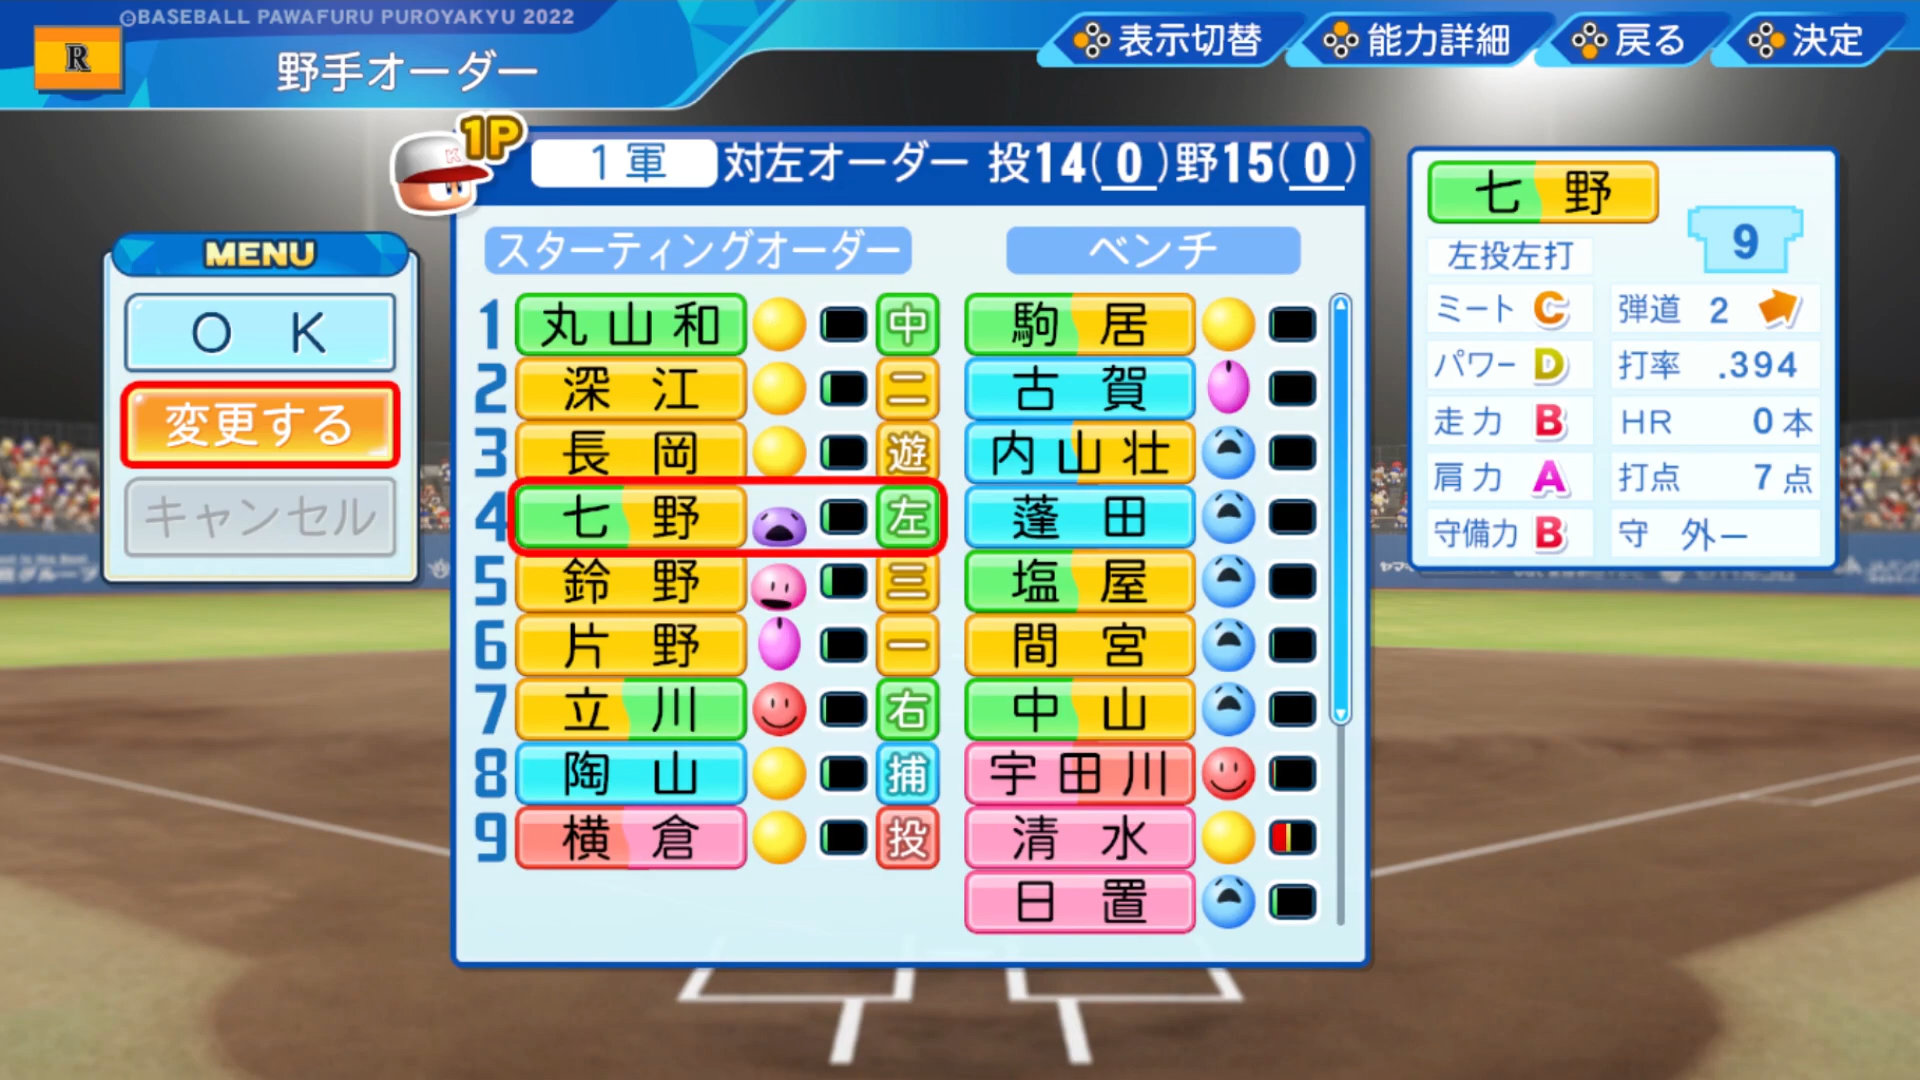 ©BASEBALL PAWAFURU PUROYAKYU 2022
R
野手オーダー
表示切替
能力詳細
戻る
決定
1P
1軍 対左オーダー 投14(0)野15(0)
MENU
OK
変更する
キャンセル
スターティングオーダー
ベンチ
1 丸山和 中
2 深江 二
3 長岡 遊
4 七野 左
5 鈴野 三
6 片野 一
7 立川 右
8 陶山 捕
9 横倉 投
駒居
古賀
内山壮
蓬田
塩屋
間宮
中山
宇田川
清水
日置
七野
左投左打
9
ミート C 弾道 2
パワー D 打率 .394
走力 B HR 0本
肩力 A 打点 7点
守備力 B 守 外一